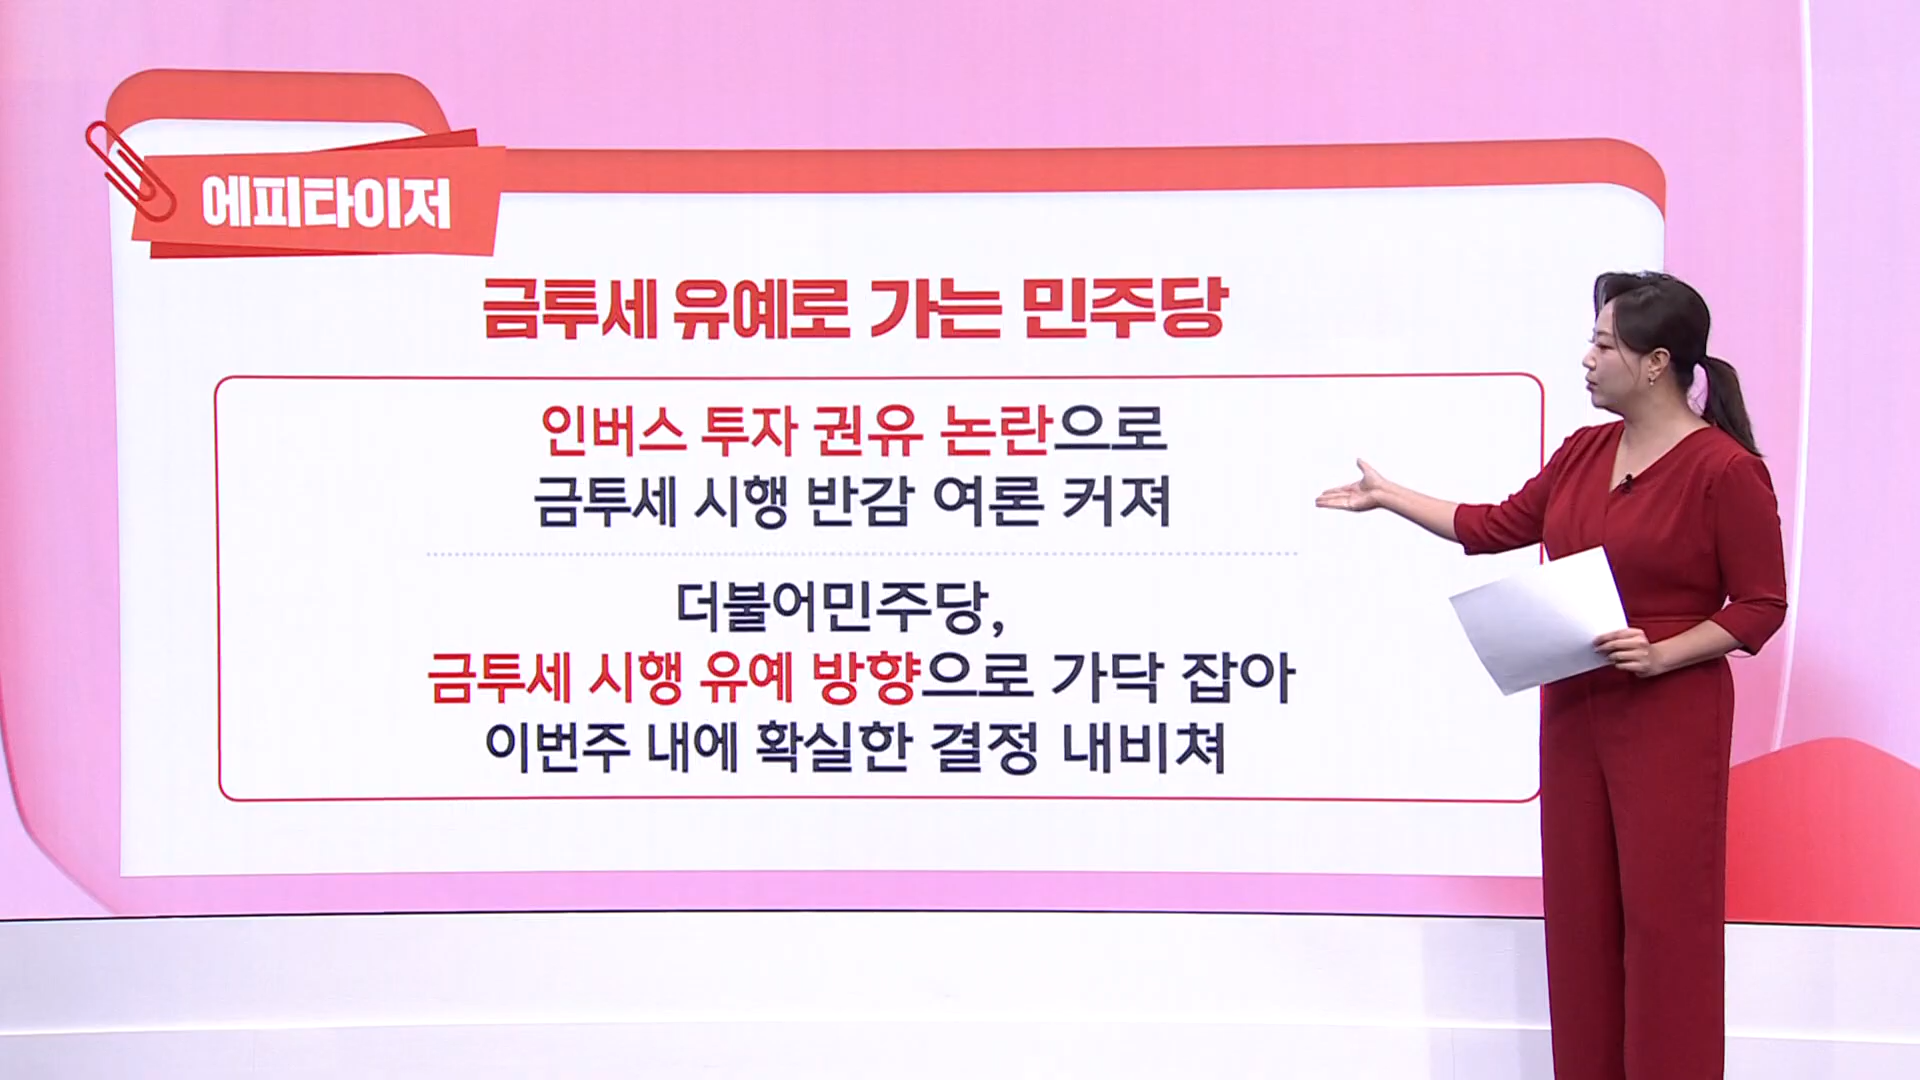 에피타이저
금투세 유예로 가는 민주당
인버스 투자 권유 논란으로
금투세 시행 반감 여론 커져
더불어민주당,
금투세 시행 유예 방향으로 가닥 잡아
이번주 내에 확실한 결정 내비쳐